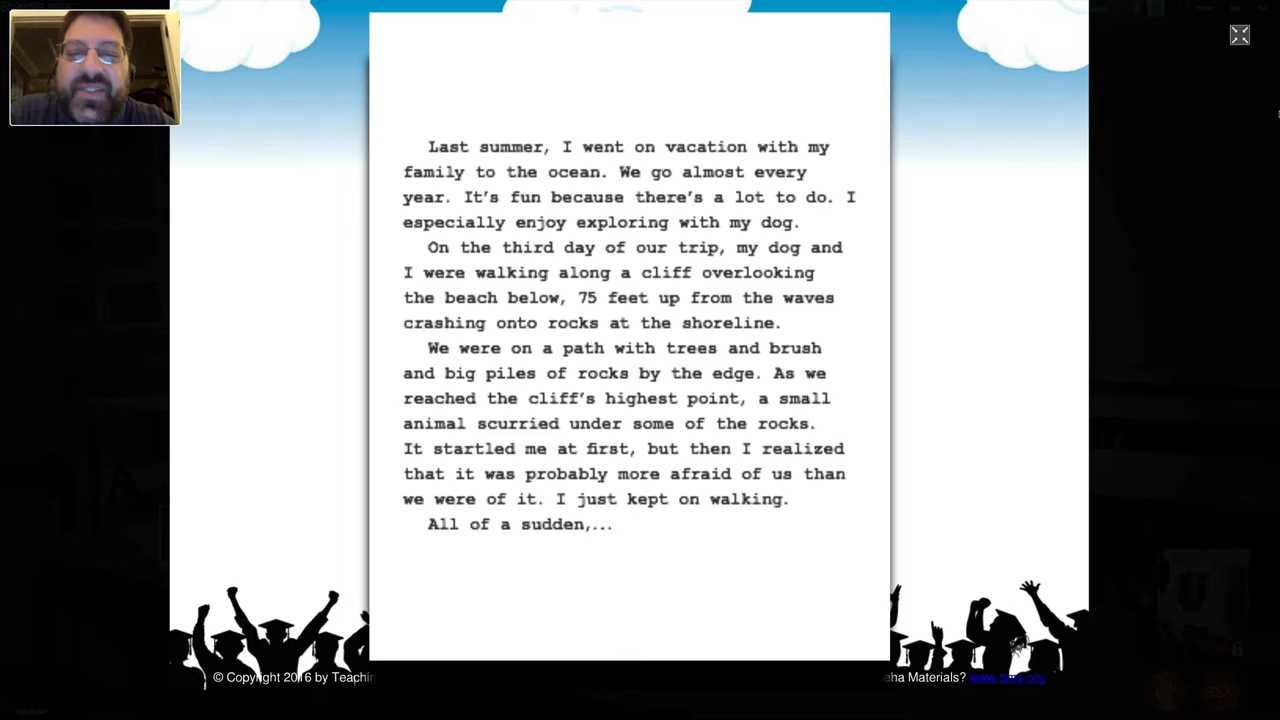 Last summer, I went on vacation with my
family to the ocean. We go almost every
year. It's fun because there's a lot to do. I
especially enjoy exploring with my dog.
On the third day of our trip, my dog and
I were walking along a cliff overlooking
the beach below, 75 feet up from the waves
crashing onto rocks at the shoreline.
We were on a path with trees and brush
and big piles of rocks by the edge. As we
reached the cliff's highest point, a small
animal scurried under some of the rocks.
It startled me at first, but then I realized
that it was probably more afraid of us than
we were of it. I just kept on walking.
All of a sudden,...
© Copyright 2016 by Teachin
eha Materials? www.ttms.org